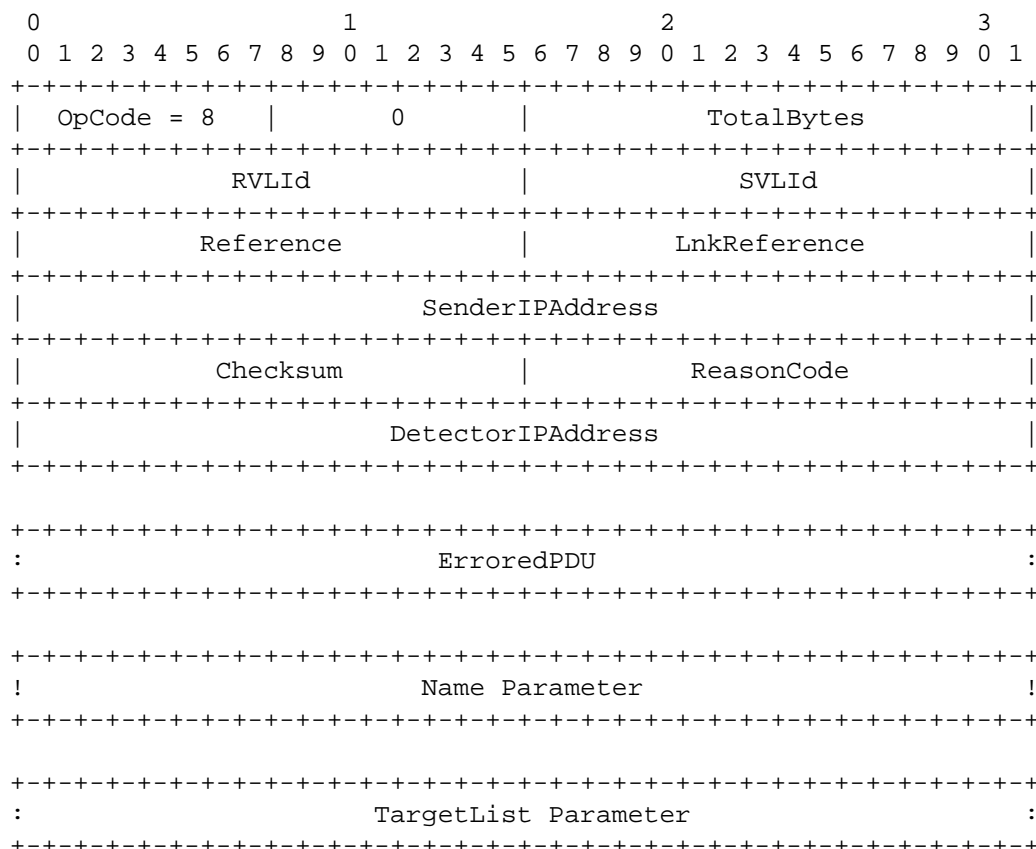 0                   1                   2                   3
 0 1 2 3 4 5 6 7 8 9 0 1 2 3 4 5 6 7 8 9 0 1 2 3 4 5 6 7 8 9 0 1
+-+-+-+-+-+-+-+-+-+-+-+-+-+-+-+-+-+-+-+-+-+-+-+-+-+-+-+-+-+-+-+-+
|  OpCode = 8   |       0       |           TotalBytes          |
+-+-+-+-+-+-+-+-+-+-+-+-+-+-+-+-+-+-+-+-+-+-+-+-+-+-+-+-+-+-+-+-+
|             RVLId             |             SVLId             |
+-+-+-+-+-+-+-+-+-+-+-+-+-+-+-+-+-+-+-+-+-+-+-+-+-+-+-+-+-+-+-+-+
|           Reference           |         LnkReference          |
+-+-+-+-+-+-+-+-+-+-+-+-+-+-+-+-+-+-+-+-+-+-+-+-+-+-+-+-+-+-+-+-+
|                         SenderIPAddress                       |
+-+-+-+-+-+-+-+-+-+-+-+-+-+-+-+-+-+-+-+-+-+-+-+-+-+-+-+-+-+-+-+-+
|            Checksum           |          ReasonCode           |
+-+-+-+-+-+-+-+-+-+-+-+-+-+-+-+-+-+-+-+-+-+-+-+-+-+-+-+-+-+-+-+-+
|                       DetectorIPAddress                       |
+-+-+-+-+-+-+-+-+-+-+-+-+-+-+-+-+-+-+-+-+-+-+-+-+-+-+-+-+-+-+-+-+

+-+-+-+-+-+-+-+-+-+-+-+-+-+-+-+-+-+-+-+-+-+-+-+-+-+-+-+-+-+-+-+-+
:                          ErroredPDU                           :
+-+-+-+-+-+-+-+-+-+-+-+-+-+-+-+-+-+-+-+-+-+-+-+-+-+-+-+-+-+-+-+-+

+-+-+-+-+-+-+-+-+-+-+-+-+-+-+-+-+-+-+-+-+-+-+-+-+-+-+-+-+-+-+-+-+
!                         Name Parameter                        !
+-+-+-+-+-+-+-+-+-+-+-+-+-+-+-+-+-+-+-+-+-+-+-+-+-+-+-+-+-+-+-+-+

+-+-+-+-+-+-+-+-+-+-+-+-+-+-+-+-+-+-+-+-+-+-+-+-+-+-+-+-+-+-+-+-+
:                      TargetList Parameter                     :
+-+-+-+-+-+-+-+-+-+-+-+-+-+-+-+-+-+-+-+-+-+-+-+-+-+-+-+-+-+-+-+-+